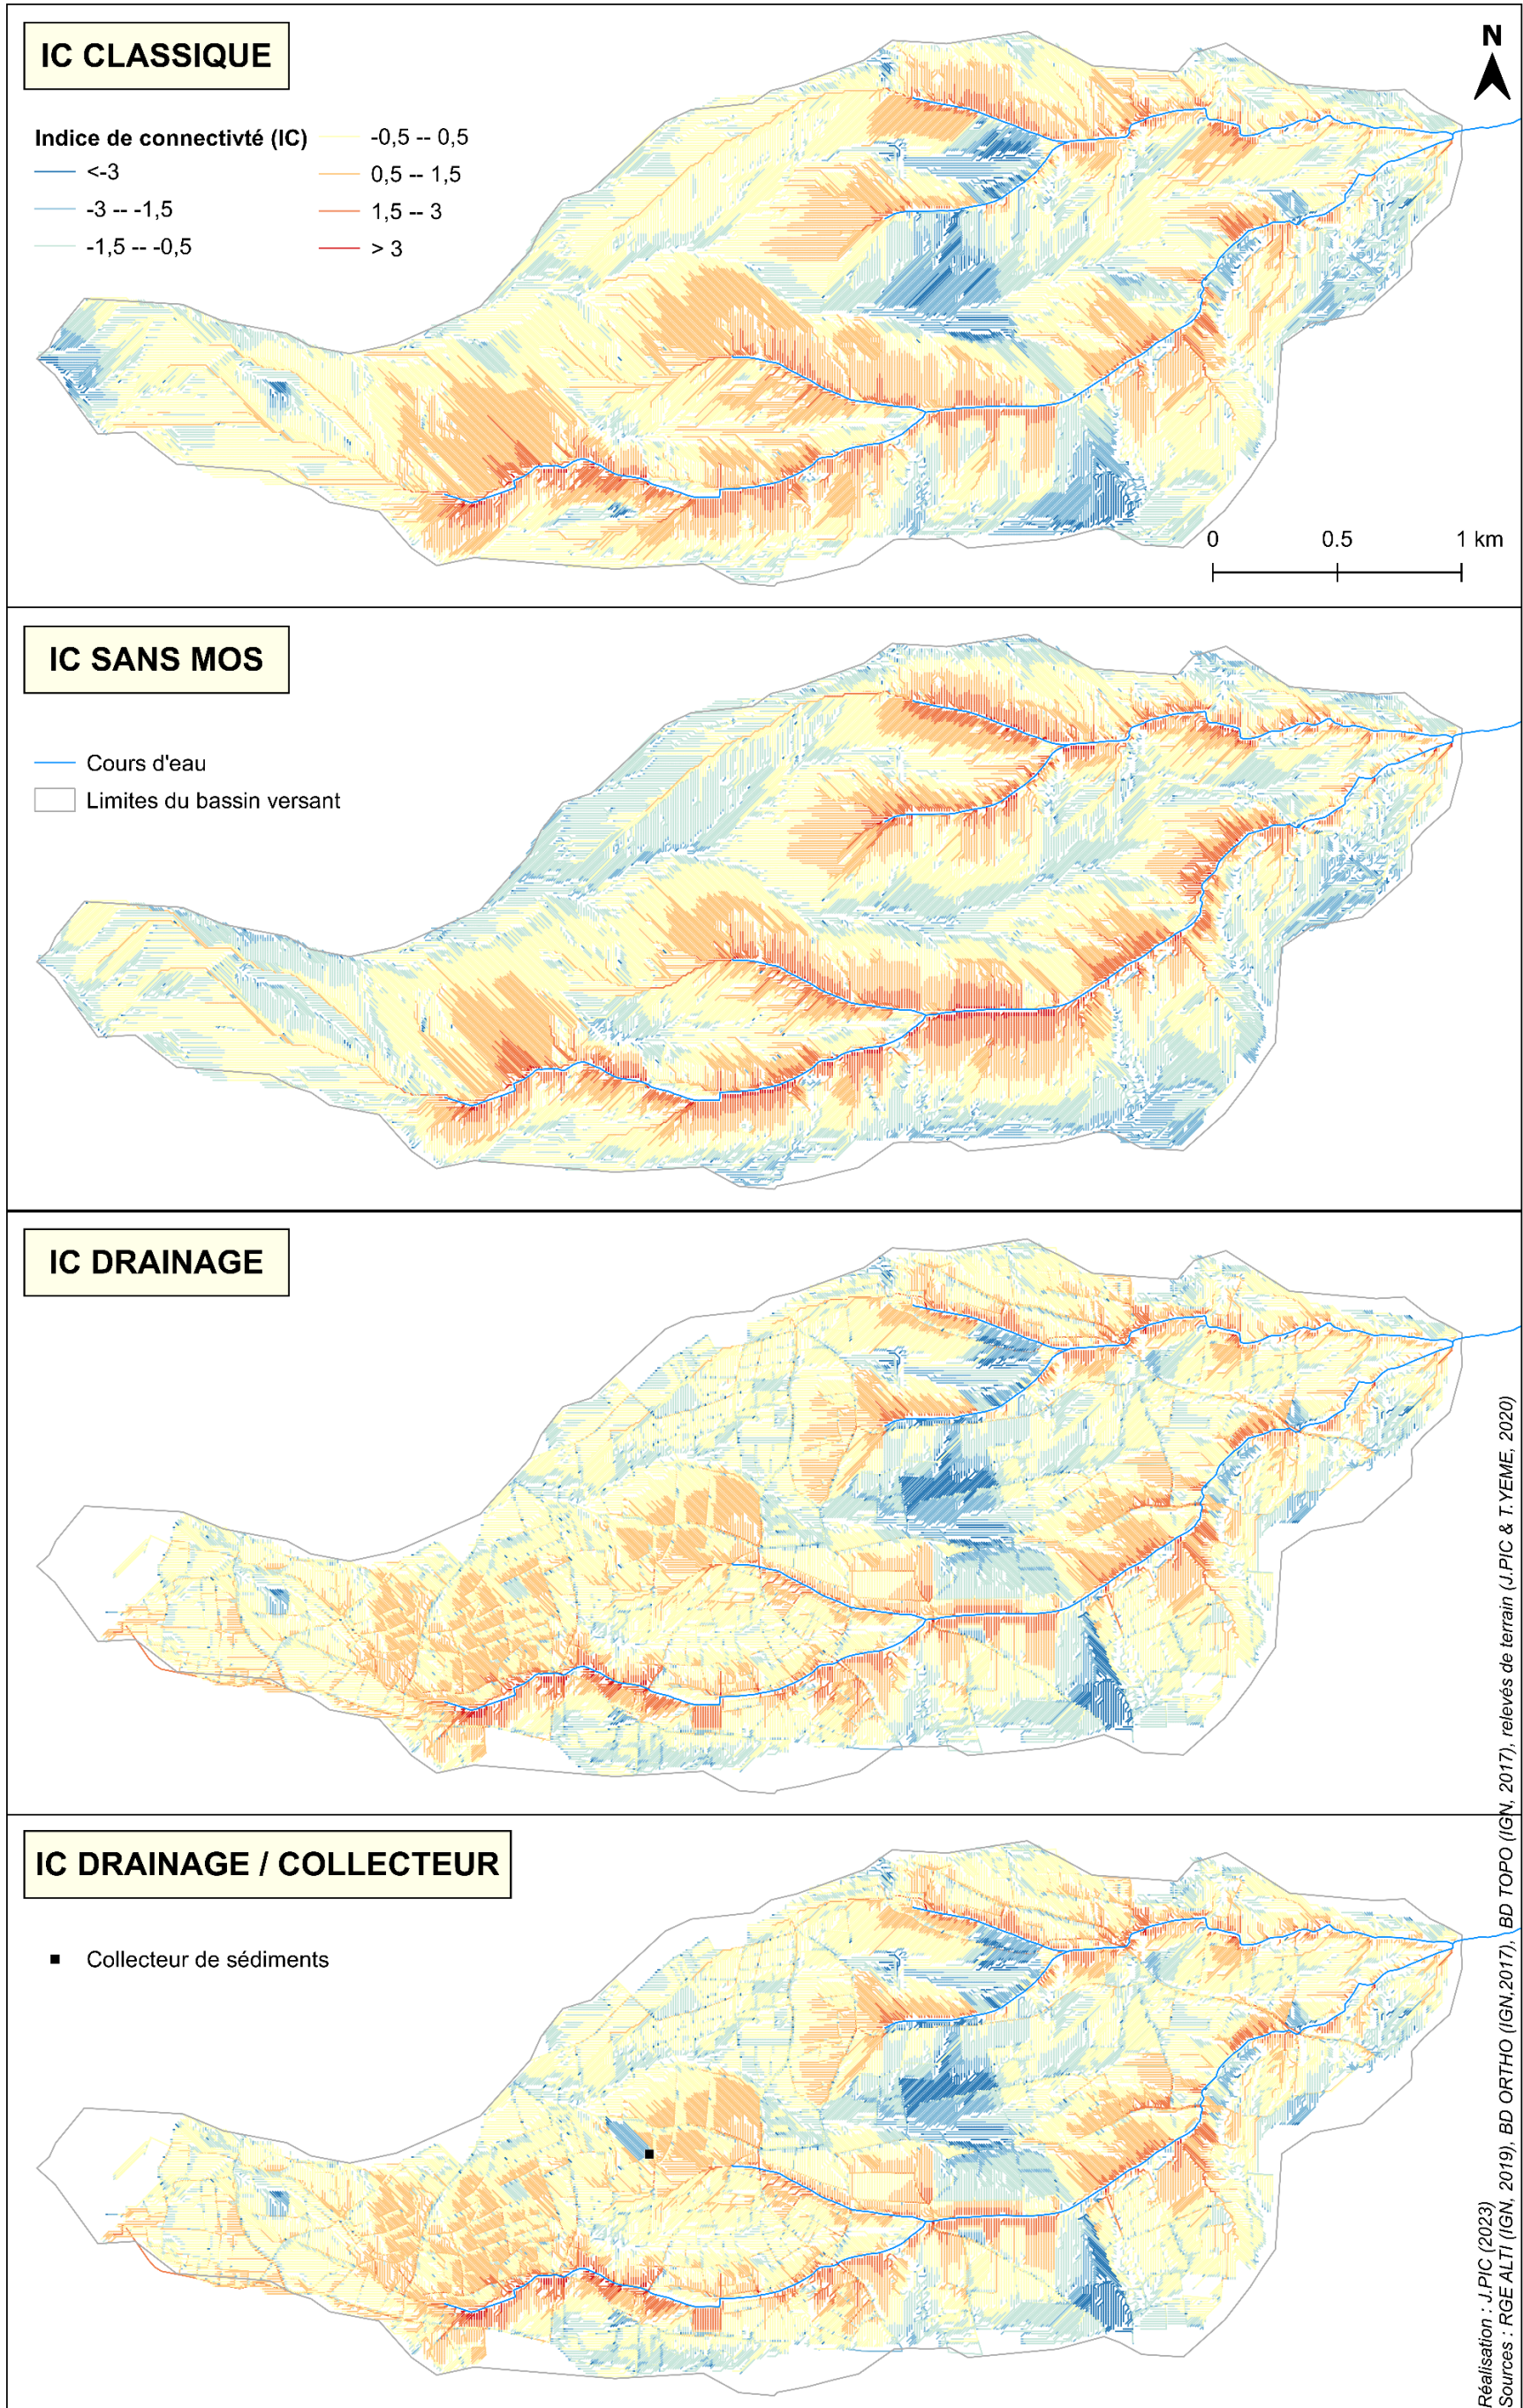 IC CLASSIQUE
N
Indice de connectivté (IC)
<-3
-3 -- -1,5
-1,5 -- -0,5
-0,5 -- 0,5
0,5 -- 1,5
1,5 -- 3
> 3
0 0.5 1 km
IC SANS MOS
Cours d'eau
Limites du bassin versant
IC DRAINAGE
IC DRAINAGE / COLLECTEUR
Collecteur de sédiments
Réalisation : J.PIC (2023)
Sources : RGE ALTI (IGN, 2019), BD ORTHO (IGN,2017), BD TOPO (IGN, 2017), relevés de terrain (J.PIC & T.YEME, 2020)